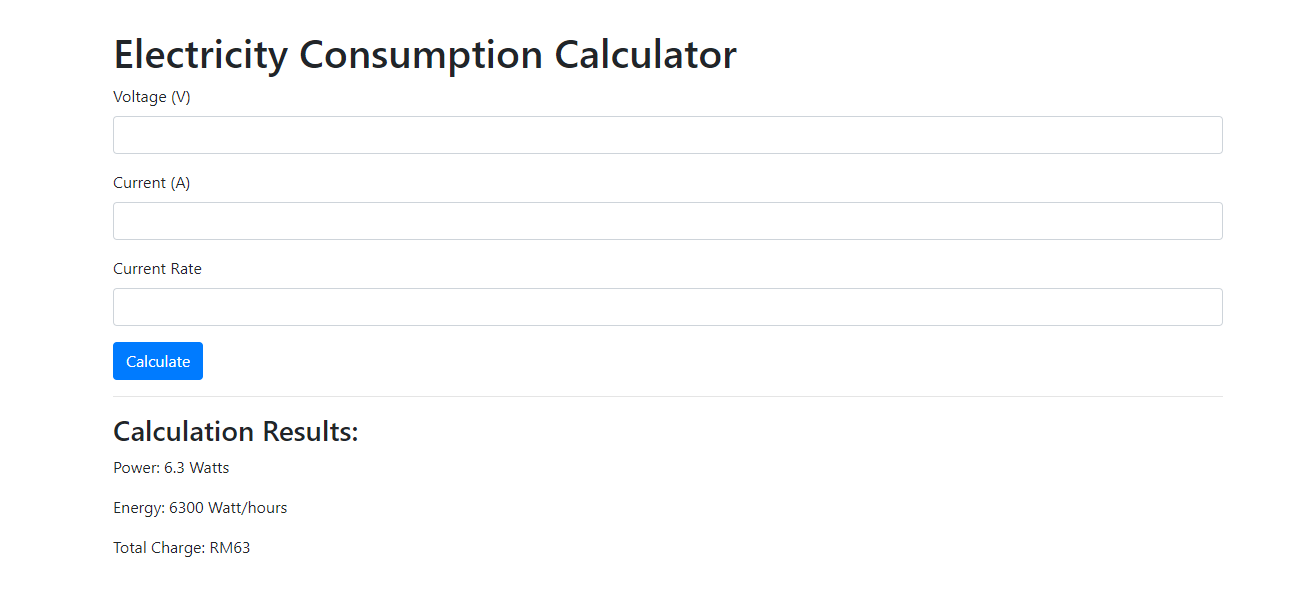 Electricity Consumption Calculator
Voltage (V)
Current (A)
Current Rate
Calculate
Calculation Results:
Power: 6.3 Watts
Energy: 6300 Watt/hours
Total Charge: RM63